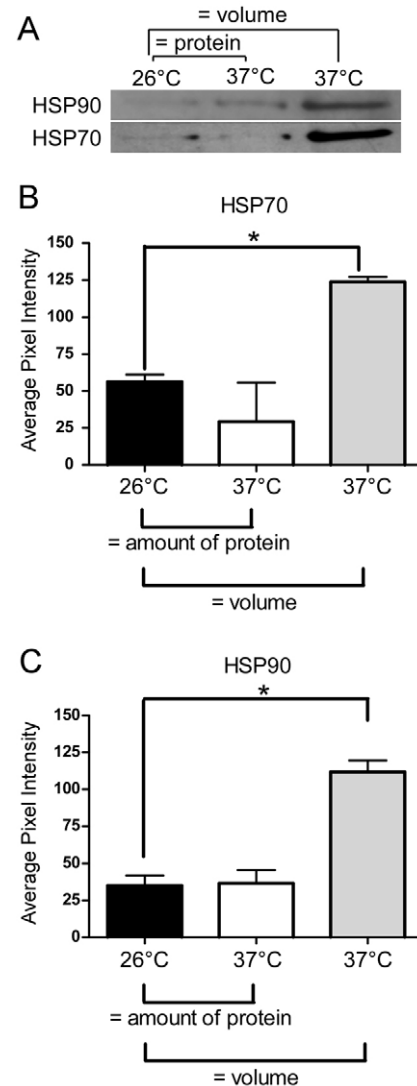 A
= volume
= protein
26°C 37°C 37°C
HSP90
HSP70
B
HSP70
*
150
125
100
75
50
25
0
Average Pixel Intensity
26°C 37°C 37°C
= amount of protein
= volume
C
HSP90
*
150
125
100
75
50
25
0
Average Pixel Intensity
26°C 37°C 37°C
= amount of protein
= volume